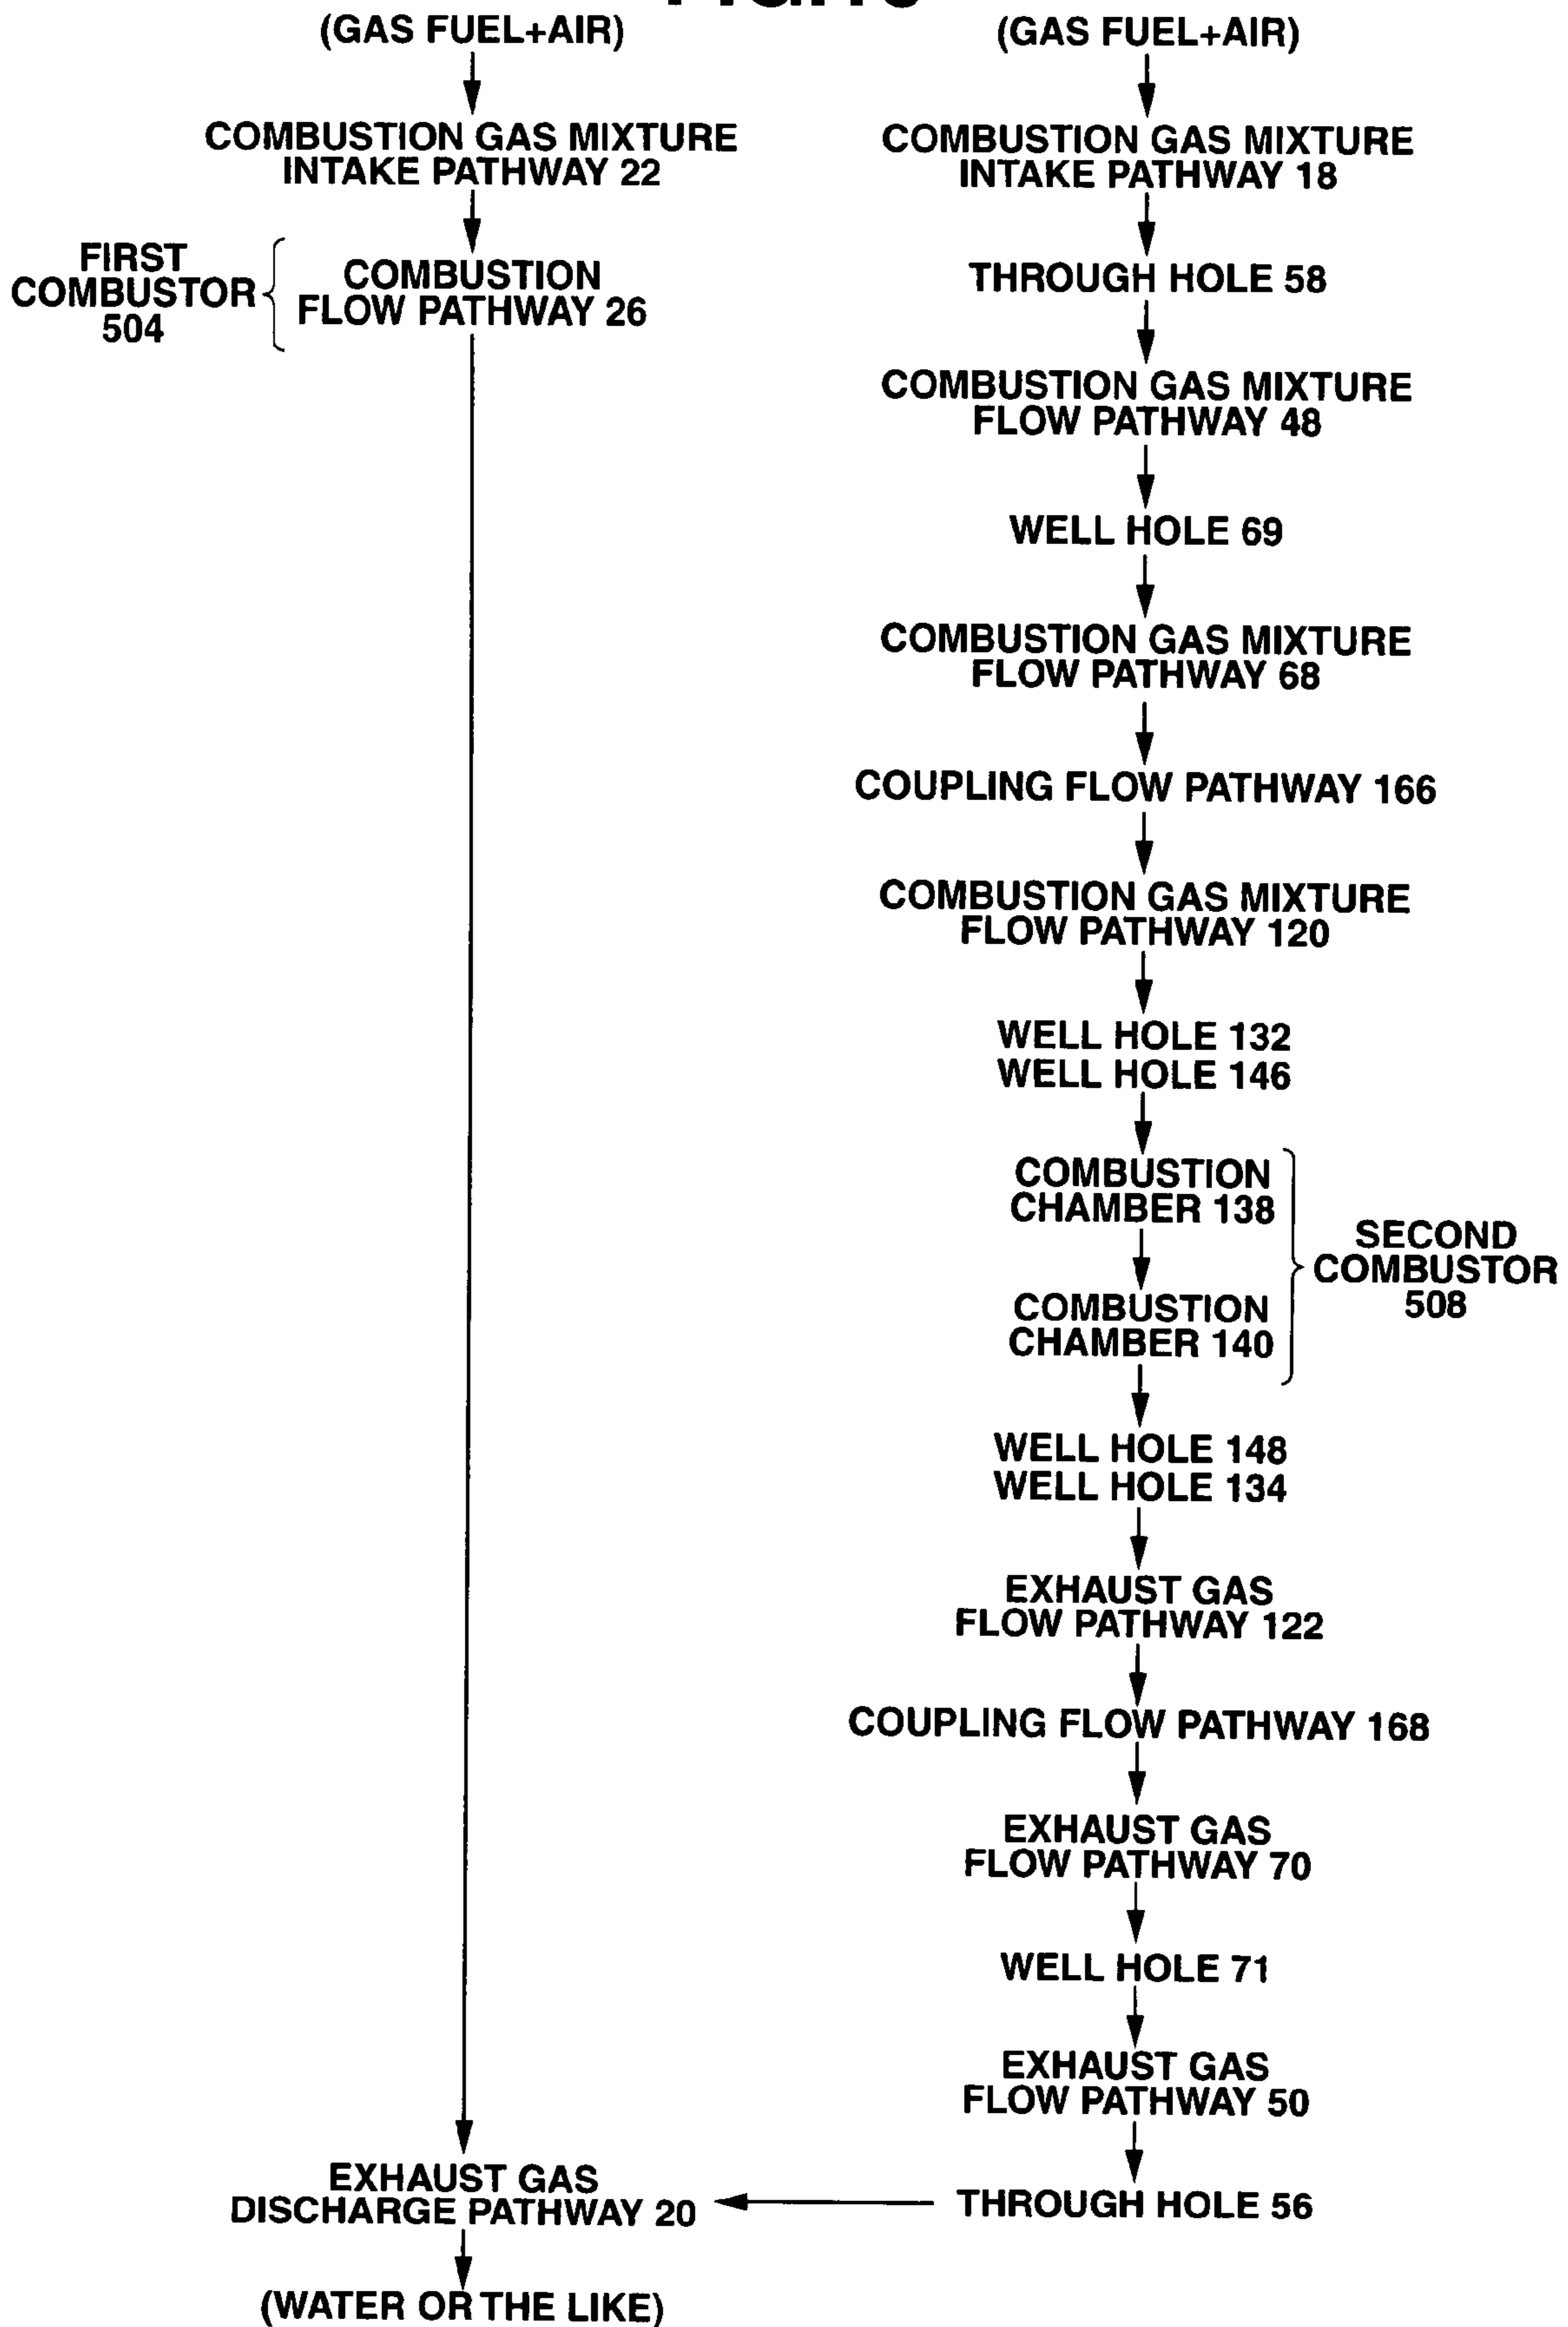 (GAS FUEL+AIR)
COMBUSTION GAS MIXTURE
INTAKE PATHWAY 22
FIRST
COMBUSTOR
504
COMBUSTION
FLOW PATHWAY 26
EXHAUST GAS
DISCHARGE PATHWAY 20
(WATER OR THE LIKE)
(GAS FUEL+AIR)
COMBUSTION GAS MIXTURE
INTAKE PATHWAY 18
THROUGH HOLE 58
COMBUSTION GAS MIXTURE
FLOW PATHWAY 48
WELL HOLE 69
COMBUSTION GAS MIXTURE
FLOW PATHWAY 68
COUPLING FLOW PATHWAY 166
COMBUSTION GAS MIXTURE
FLOW PATHWAY 120
WELL HOLE 132
WELL HOLE 146
COMBUSTION
CHAMBER 138
COMBUSTION
CHAMBER 140
SECOND
COMBUSTOR
508
WELL HOLE 148
WELL HOLE 134
EXHAUST GAS
FLOW PATHWAY 122
COUPLING FLOW PATHWAY 168
EXHAUST GAS
FLOW PATHWAY 70
WELL HOLE 71
EXHAUST GAS
FLOW PATHWAY 50
THROUGH HOLE 56